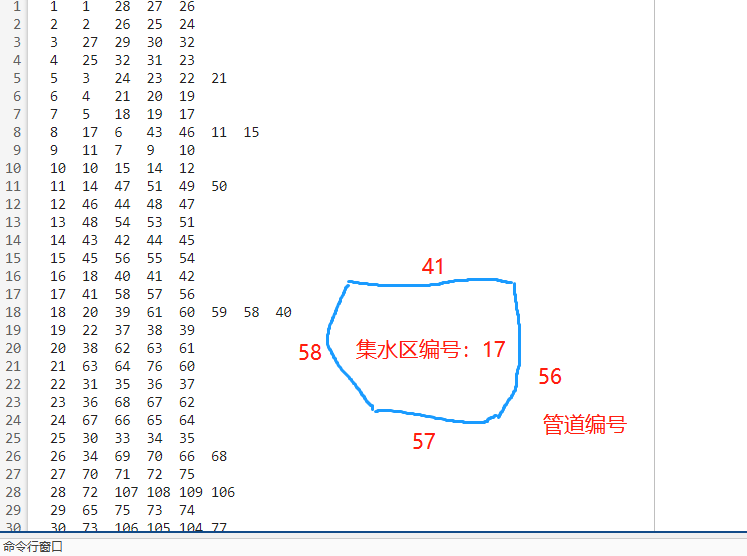 1 1 1 28 27 26
2 2 2 26 25 24
3 3 27 29 30 32
4 4 25 32 31 23
5 5 3 24 23 22 21
6 6 4 21 20 19
7 7 5 18 19 17
8 8 17 6 43 46 11 15
9 9 11 7 9 10
10 10 10 15 14 12
11 11 14 47 51 49 50
12 12 46 44 48 47
13 13 48 54 53 51
14 14 43 42 44 45
15 15 45 56 55 54
16 16 18 40 41 42
17 17 41 58 57 56
18 18 20 39 61 60 59 58 40
19 19 22 37 38 39
20 20 38 62 63 61
21 21 63 64 76 60
22 22 31 35 36 37
23 23 36 68 67 62
24 24 67 66 65 64
25 25 30 33 34 35
26 26 34 69 70 66 68
27 27 70 71 72 75
28 28 72 107 108 109 106
29 29 65 75 73 74
30 30 73 106 105 104 77
41
58
集水区编号：17
56
57
管道编号
命令行窗口